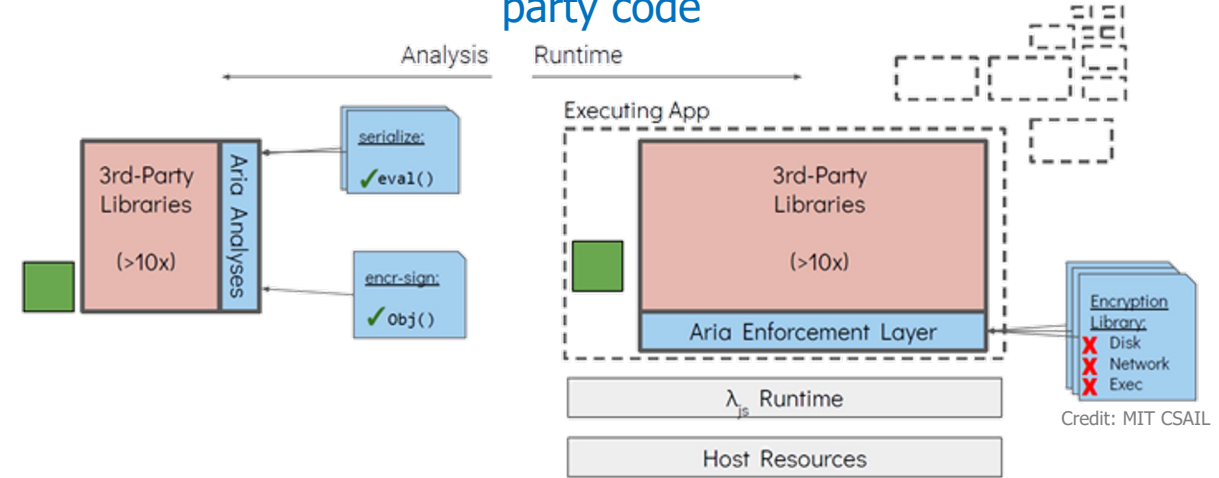 party code
Analysis
Runtime
Executing App
serialize:
✓eval()
3rd-Party
Libraries
(>10x)
Aria Analyses
encr-sign:
✓Obj()
3rd-Party
Libraries
(>10x)
Aria Enforcement Layer
Encryption
Library:
X Disk
X Network
X Exec
λjs Runtime
Credit: MIT CSAIL
Host Resources